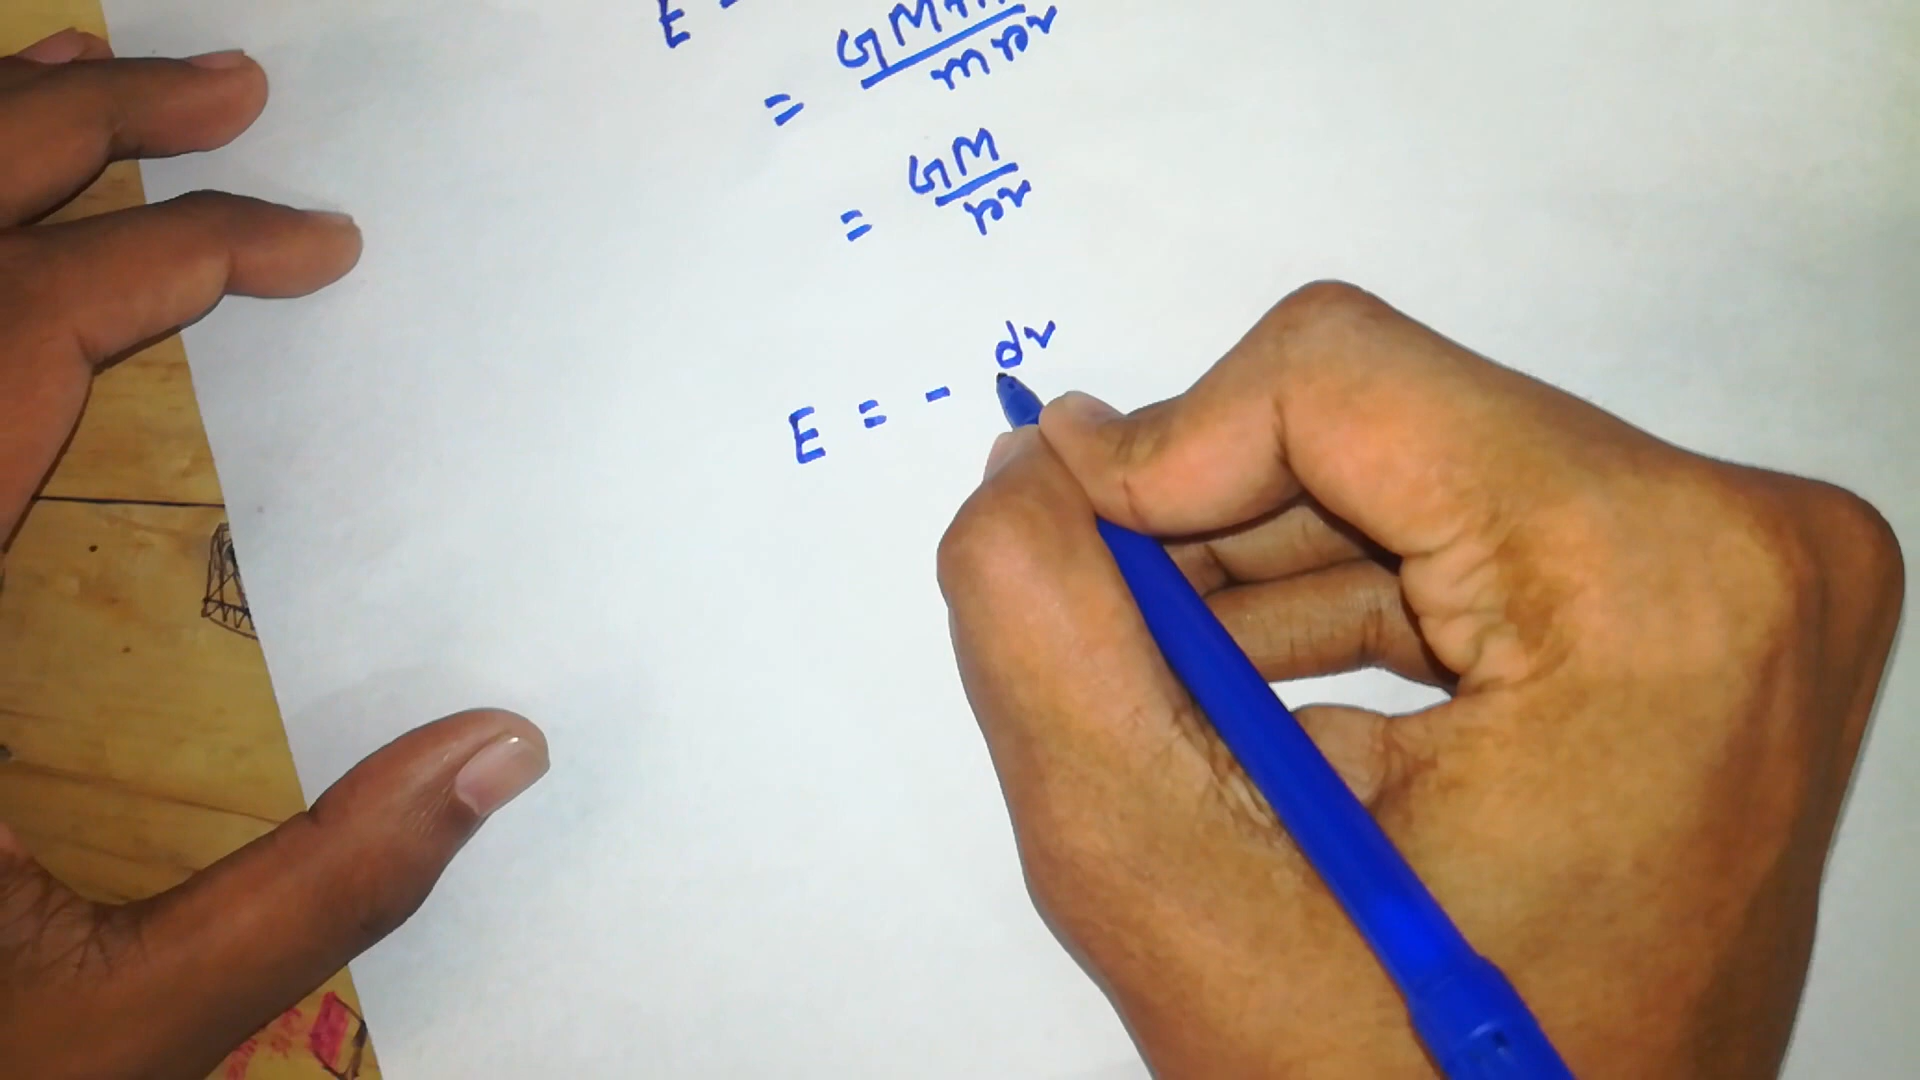 E =
= GMm / mr²
= GM / r²
E = - dv